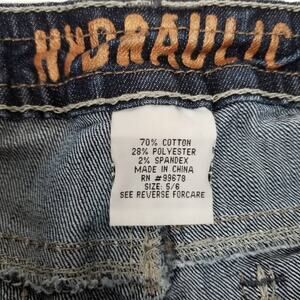 HYDRAULIC
70% COTTON
28% POLYESTER
2% SPANDEX
MADE IN CHINA
RN #99678
SIZE: 5/6
SEE REVERSE FORCARE